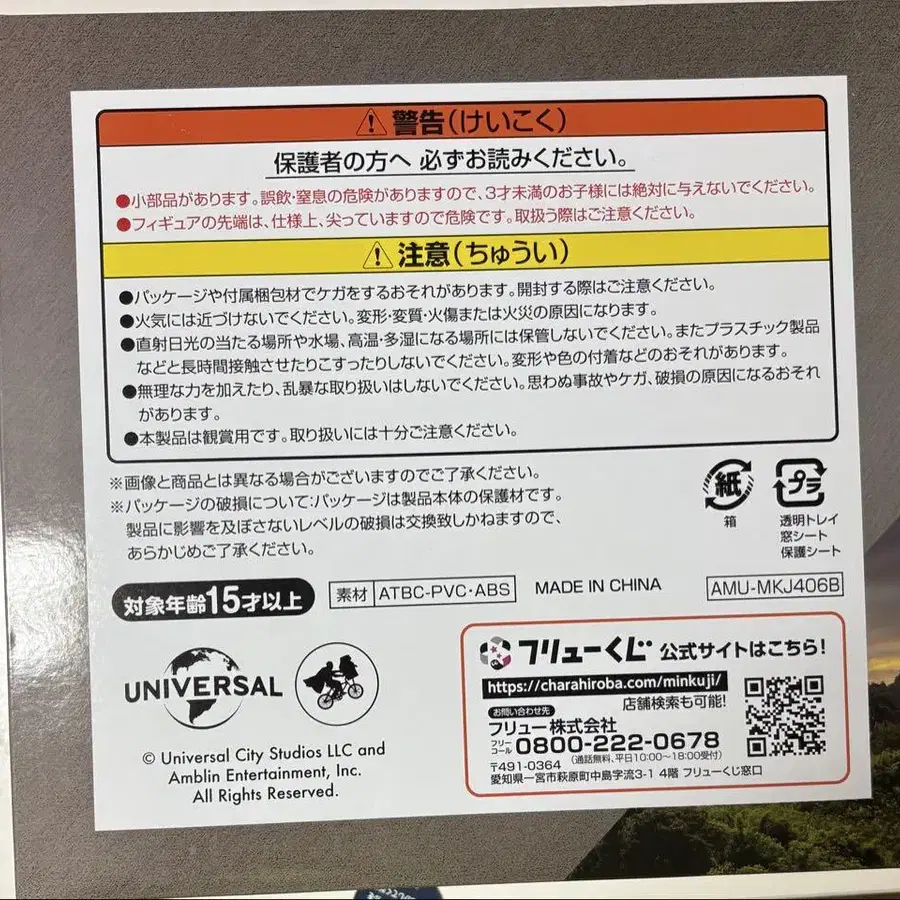 ⚠警告(けいこく)
保護者の方へ 必ずお読みください。
●小部品があります。誤飲・窒息の危険がありますので、3才未満のお子様には絶対に与えないでください。
●フィギュアの先端は、仕様上、尖っていますので危険です。取扱う際はご注意ください。
⚠注意(ちゅうい)
●パッケージや付属梱包材でケガをするおそれがあります。開封する際はご注意ください。
●火気には近づけないでください。変形・変質・火傷または火災の原因になります。
●直射日光の当たる場所や水場、高温・多湿になる場所には保管しないでください。またプラスチック製品
などと長時間接触させたりこすったりしないでください。変形や色の付着などのおそれがあります。
●無理な力を加えたり、乱暴な取り扱いはしないでください。思わぬ事故やケガ、破損の原因になるおそれ
があります。
●本製品は観賞用です。取り扱いには十分ご注意ください。
※画像と商品とは異なる場合がございますのでご了承ください。
※パッケージの破損について:パッケージは製品本体の保護材です。
製品に影響を及ぼさないレベルの破損は交換致しかねますので、
あらかじめご了承ください。
紙
箱
プラ
透明トレイ
窓シート
保護シート
対象年齢15才以上
素材 ATBC-PVC・ABS
MADE IN CHINA
AMU-MKJ406B
UNIVERSAL
© Universal City Studios LLC and
Amblin Entertainment, Inc.
All Rights Reserved.
フリューくじ 公式サイトはこちら!
https://charahiroba.com/minkuji/
店舗検索も可能!
お問い合わせ先
フリュー株式会社
フリーコール 0800-222-0678
〒491-0364 (通話無料、平日10:00〜18:00受付)
愛知県一宮市萩原町中島字流3-1 4階 フリューくじ窓口